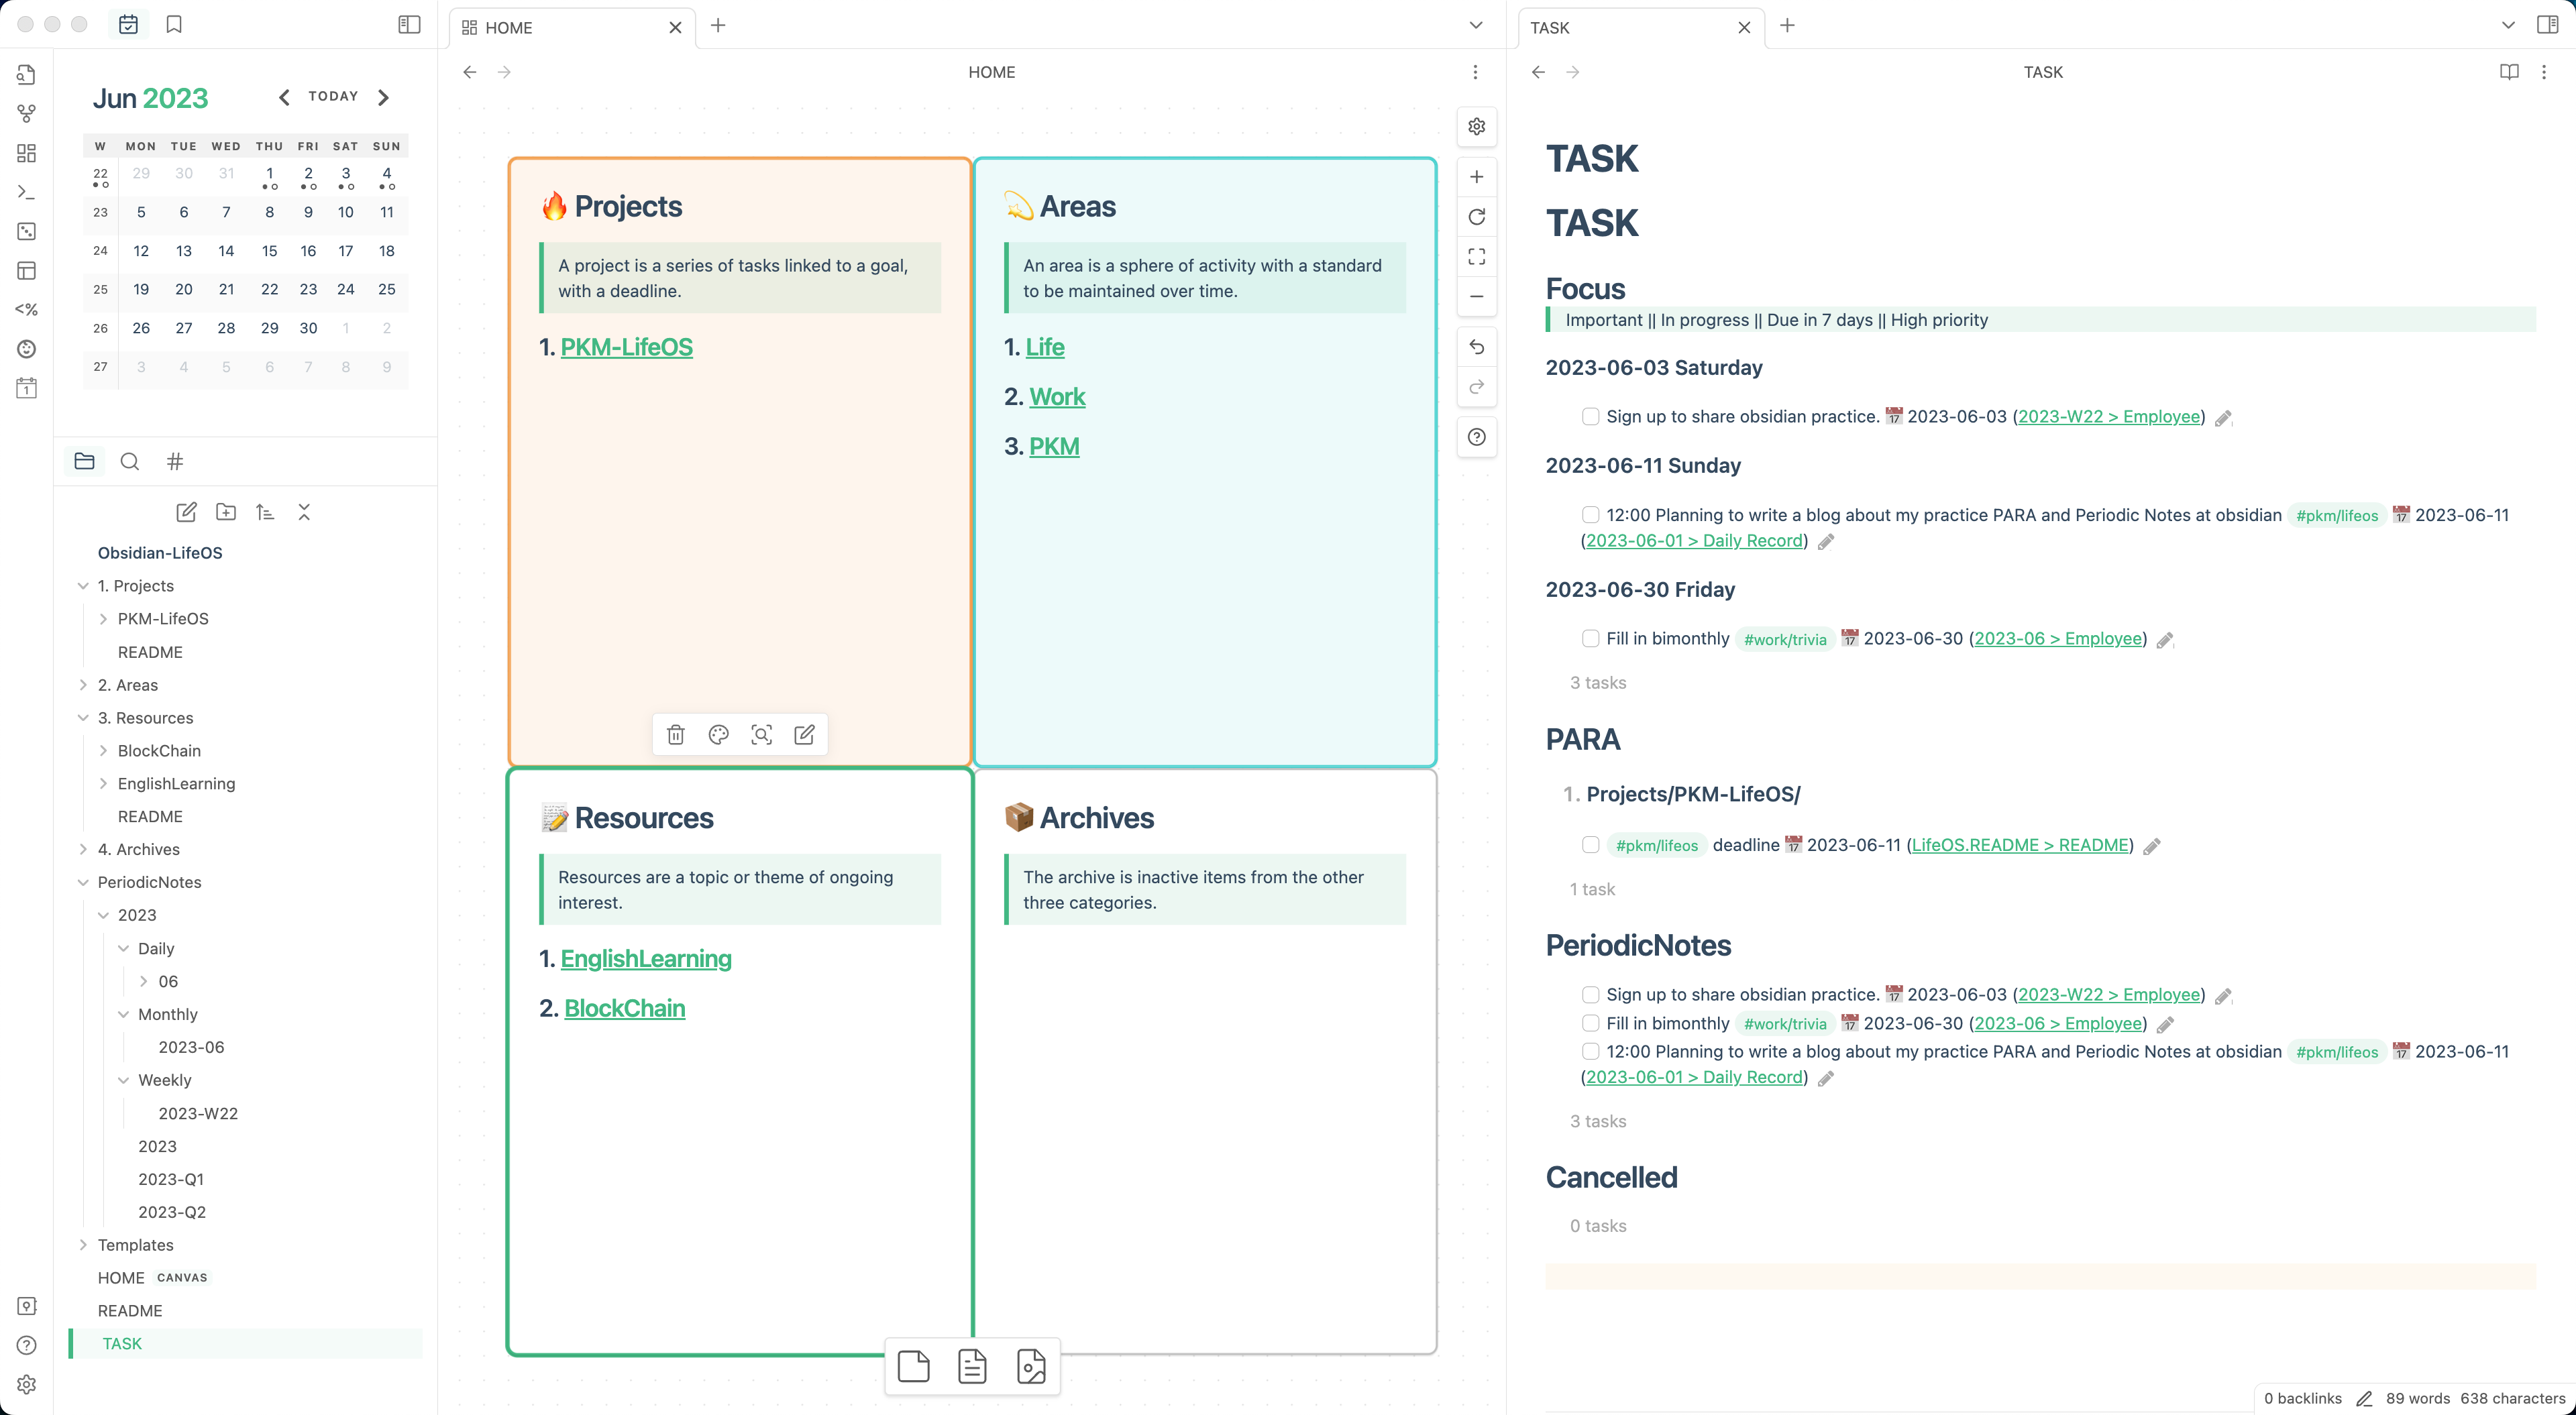 Jun 2023
TODAY
W MON TUE WED THU FRI SAT SUN
22 29 30 31 1 2 3 4
23 5 6 7 8 9 10 11
24 12 13 14 15 16 17 18
25 19 20 21 22 23 24 25
26 26 27 28 29 30 1 2
27 3 4 5 6 7 8 9
<%
1
Obsidian-LifeOS
1. Projects
PKM-LifeOS
README
2. Areas
3. Resources
BlockChain
EnglishLearning
README
4. Archives
PeriodicNotes
2023
Daily
06
Monthly
2023-06
Weekly
2023-W22
2023
2023-Q1
2023-Q2
Templates
HOME CANVAS
README
TASK
HOME
HOME
🔥 Projects
A project is a series of tasks linked to a goal,
with a deadline.
1. PKM-LifeOS
💫 Areas
An area is a sphere of activity with a standard
to be maintained over time.
1. Life
2. Work
3. PKM
📝 Resources
Resources are a topic or theme of ongoing
interest.
1. EnglishLearning
2. BlockChain
📦 Archives
The archive is inactive items from the other
three categories.
TASK
TASK
TASK
TASK
Focus
Important || In progress || Due in 7 days || High priority
2023-06-03 Saturday
Sign up to share obsidian practice. 📅 2023-06-03 (2023-W22 > Employee)
2023-06-11 Sunday
12:00 Planning to write a blog about my practice PARA and Periodic Notes at obsidian #pkm/lifeos 📅 2023-06-11
(2023-06-01 > Daily Record)
2023-06-30 Friday
Fill in bimonthly #work/trivia 📅 2023-06-30 (2023-06 > Employee)
3 tasks
PARA
1. Projects/PKM-LifeOS/
#pkm/lifeos deadline 📅 2023-06-11 (LifeOS.README > README)
1 task
PeriodicNotes
Sign up to share obsidian practice. 📅 2023-06-03 (2023-W22 > Employee)
Fill in bimonthly #work/trivia 📅 2023-06-30 (2023-06 > Employee)
12:00 Planning to write a blog about my practice PARA and Periodic Notes at obsidian #pkm/lifeos 📅 2023-06-11
(2023-06-01 > Daily Record)
3 tasks
Cancelled
0 tasks
0 backlinks 89 words 638 characters